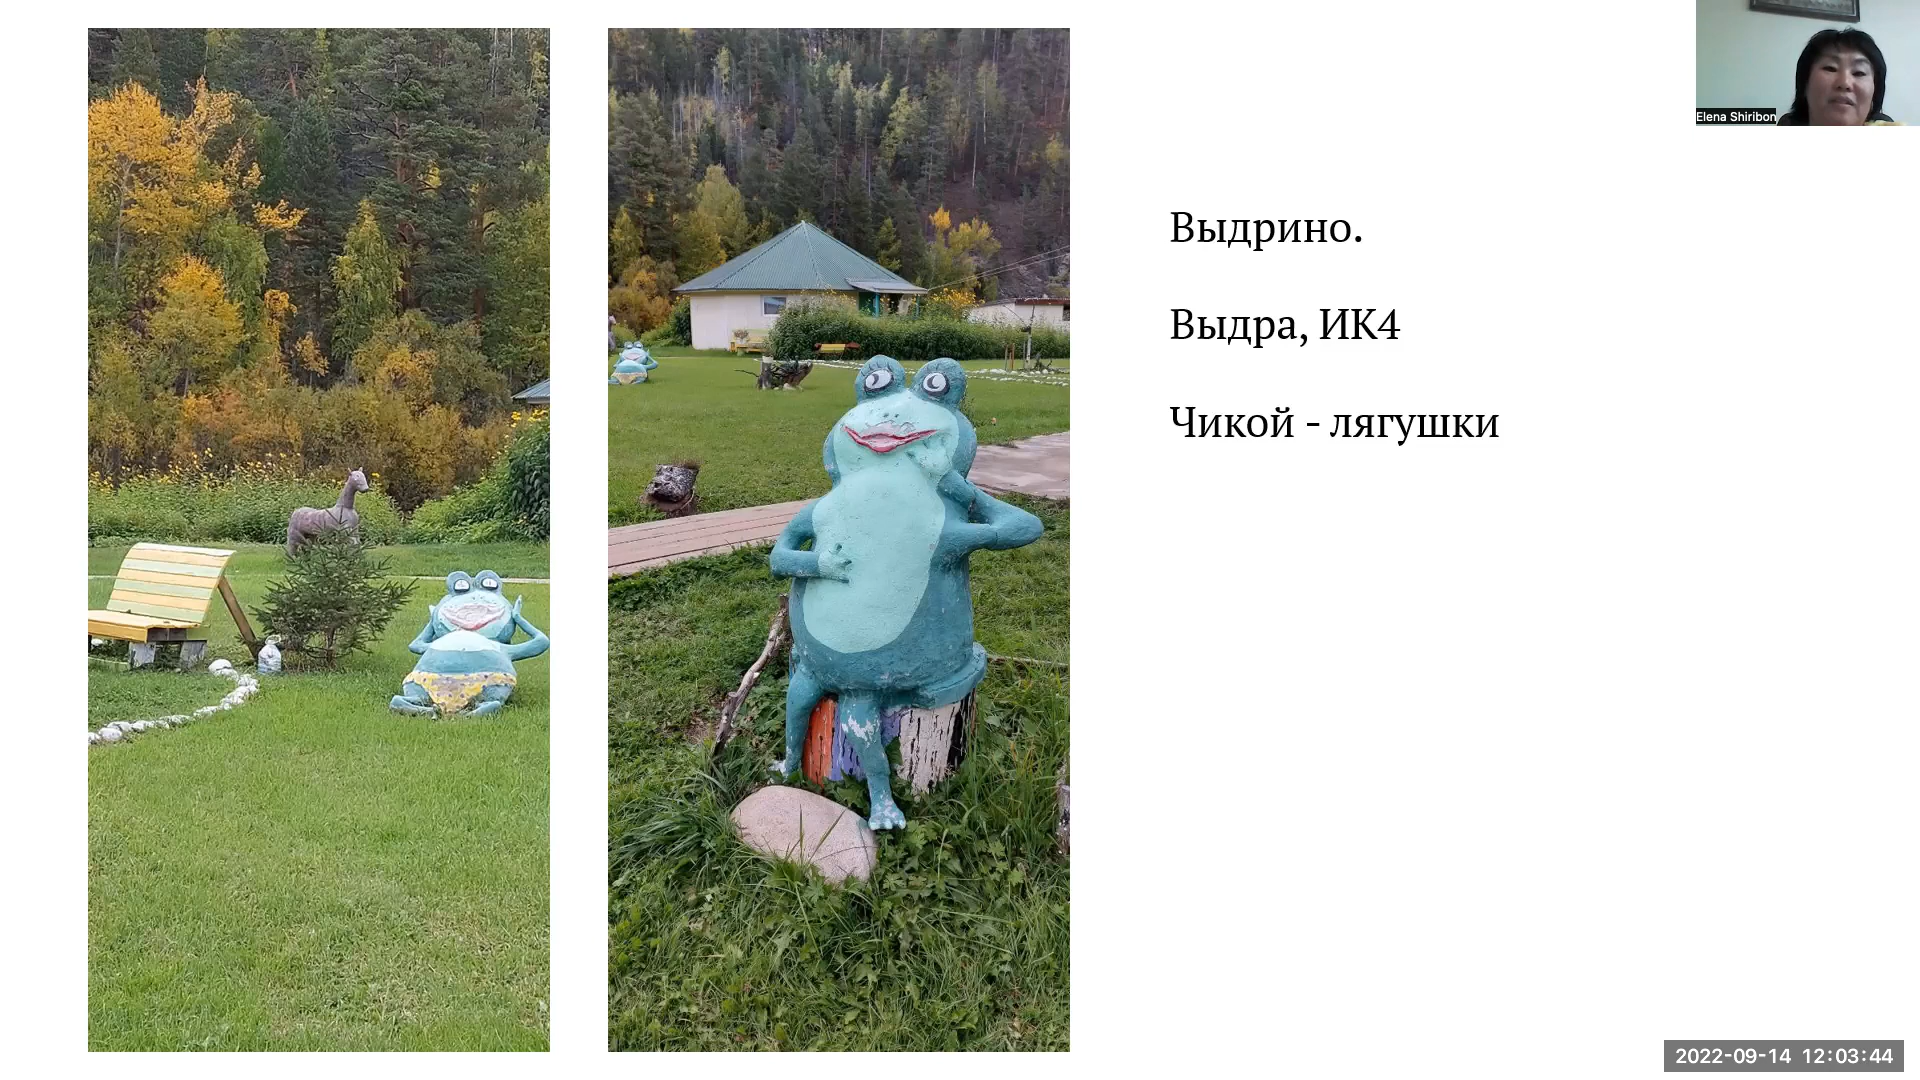 Elena Shiribon
Выдрино.
Выдра, ИК4
Чикой - лягушки
2022-09-14 12:03:44